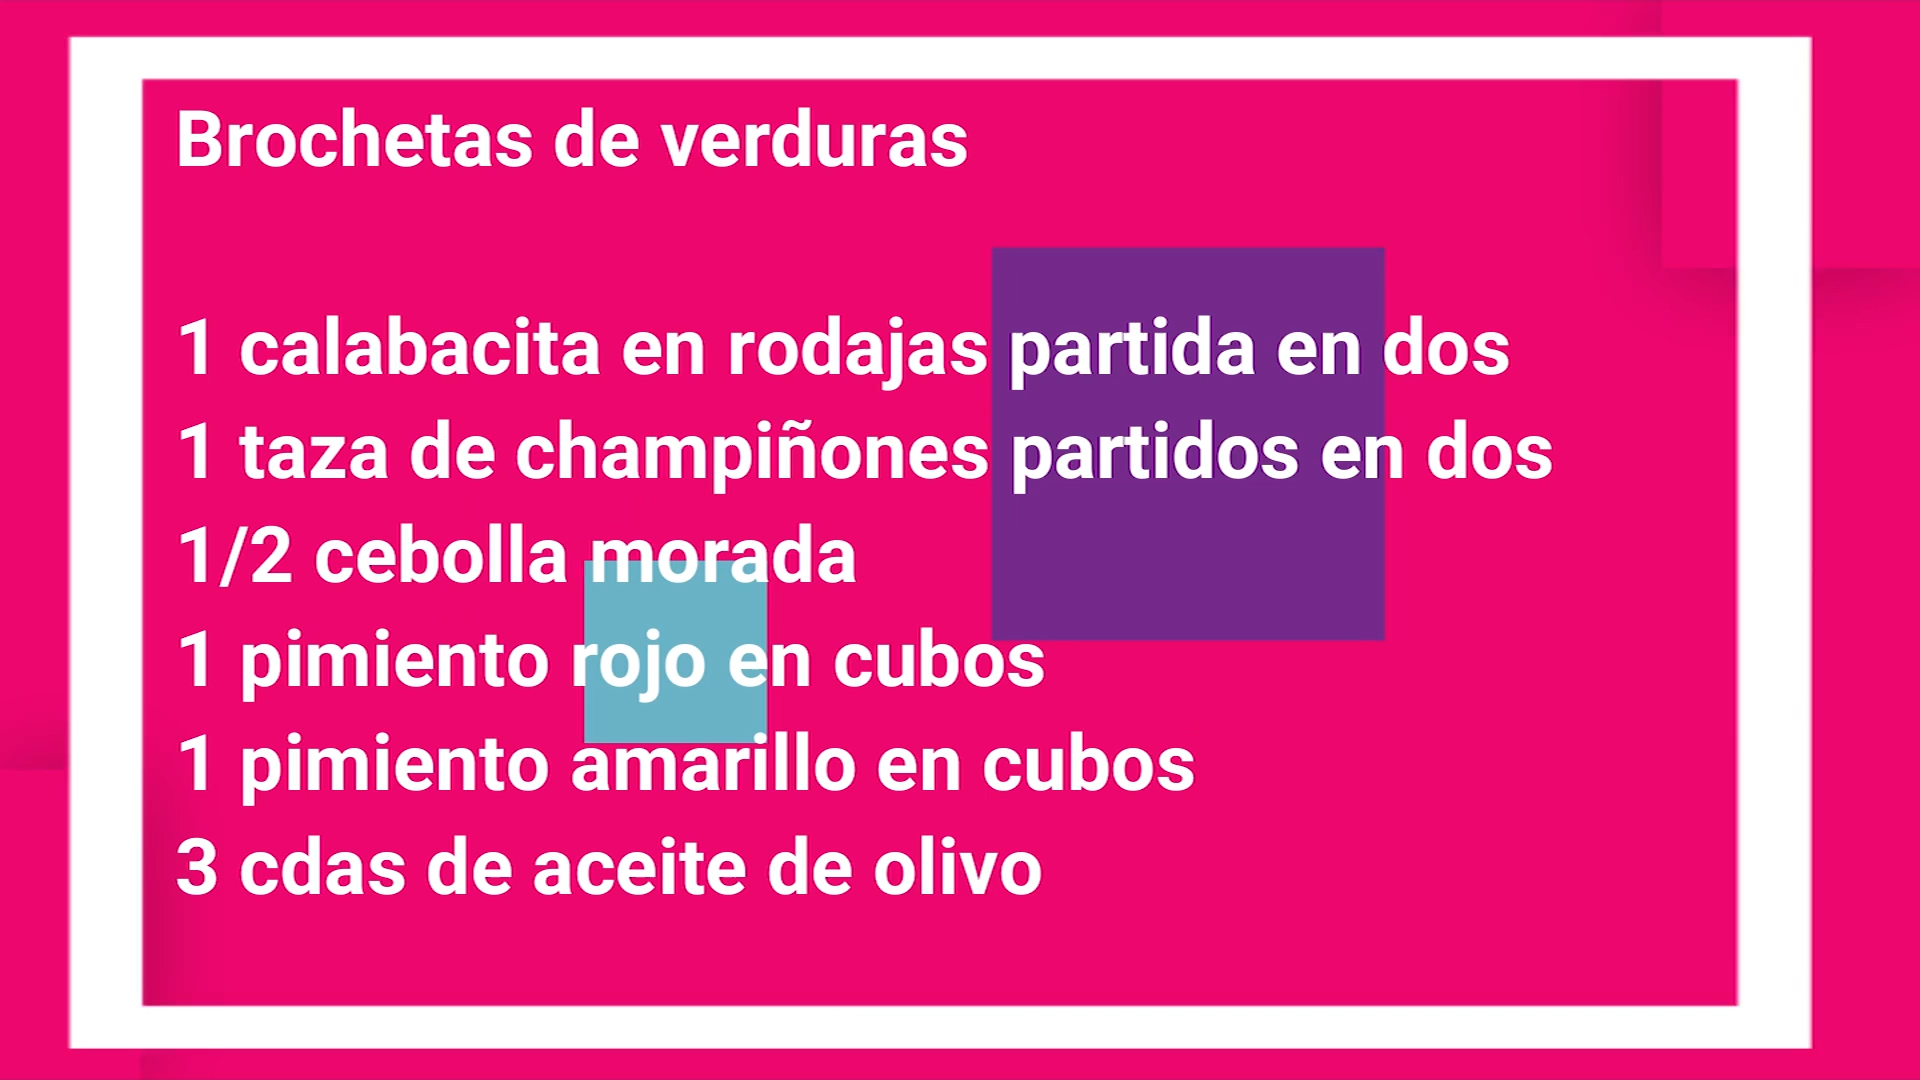 Brochetas de verduras
1 calabacita en rodajas partida en dos
1 taza de champiñones partidos en dos
1/2 cebolla morada
1 pimiento rojo en cubos
1 pimiento amarillo en cubos
3 cdas de aceite de olivo